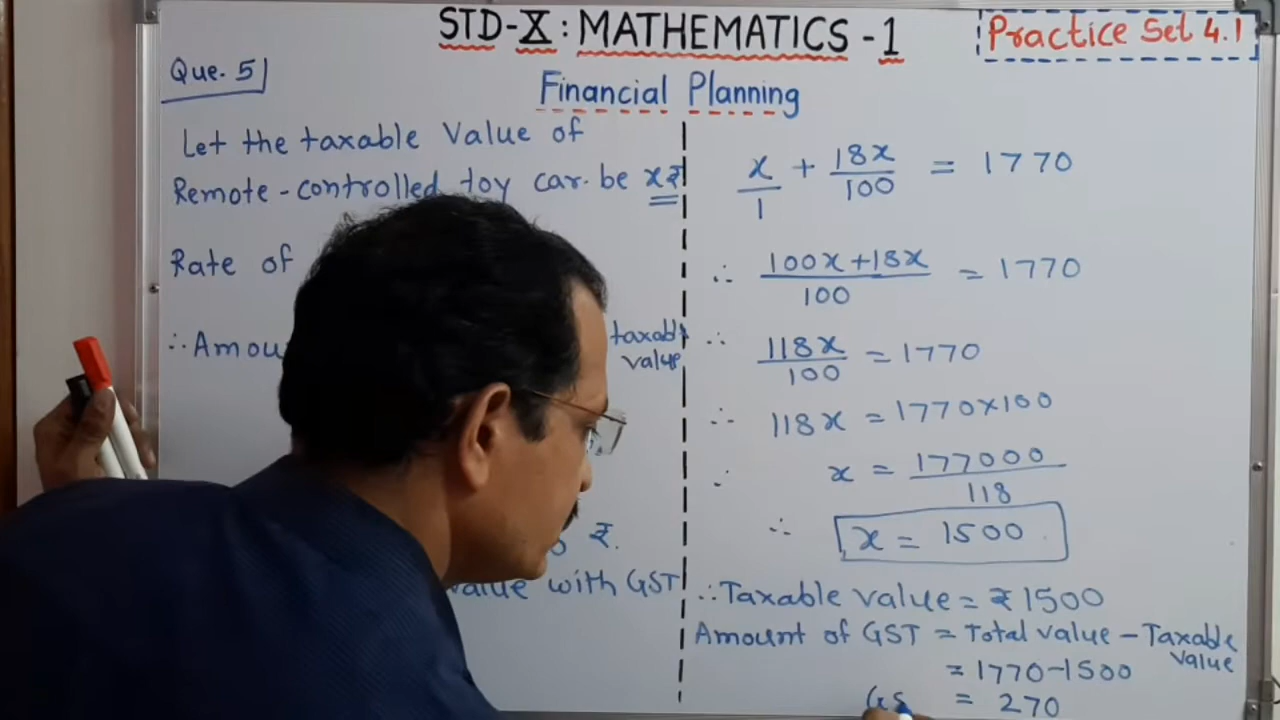 STD-X : MATHEMATICS - 1
Practice Set 4.1
Que. 5
Financial Planning
Let the taxable value of
Remote-controlled toy car be x ₹
Rate of
∴ Amou
taxable
value
₹.
value with GST
x/1 + 18x/100 = 1770
∴ 100x+18x/100 = 1770
∴ 118x/100 = 1770
∴ 118x = 1770×100
∴ x = 177000/118
∴ x = 1500
∴ Taxable value = ₹ 1500
Amount of GST = Total value - Taxable value
= 1770-1500
GS = 270